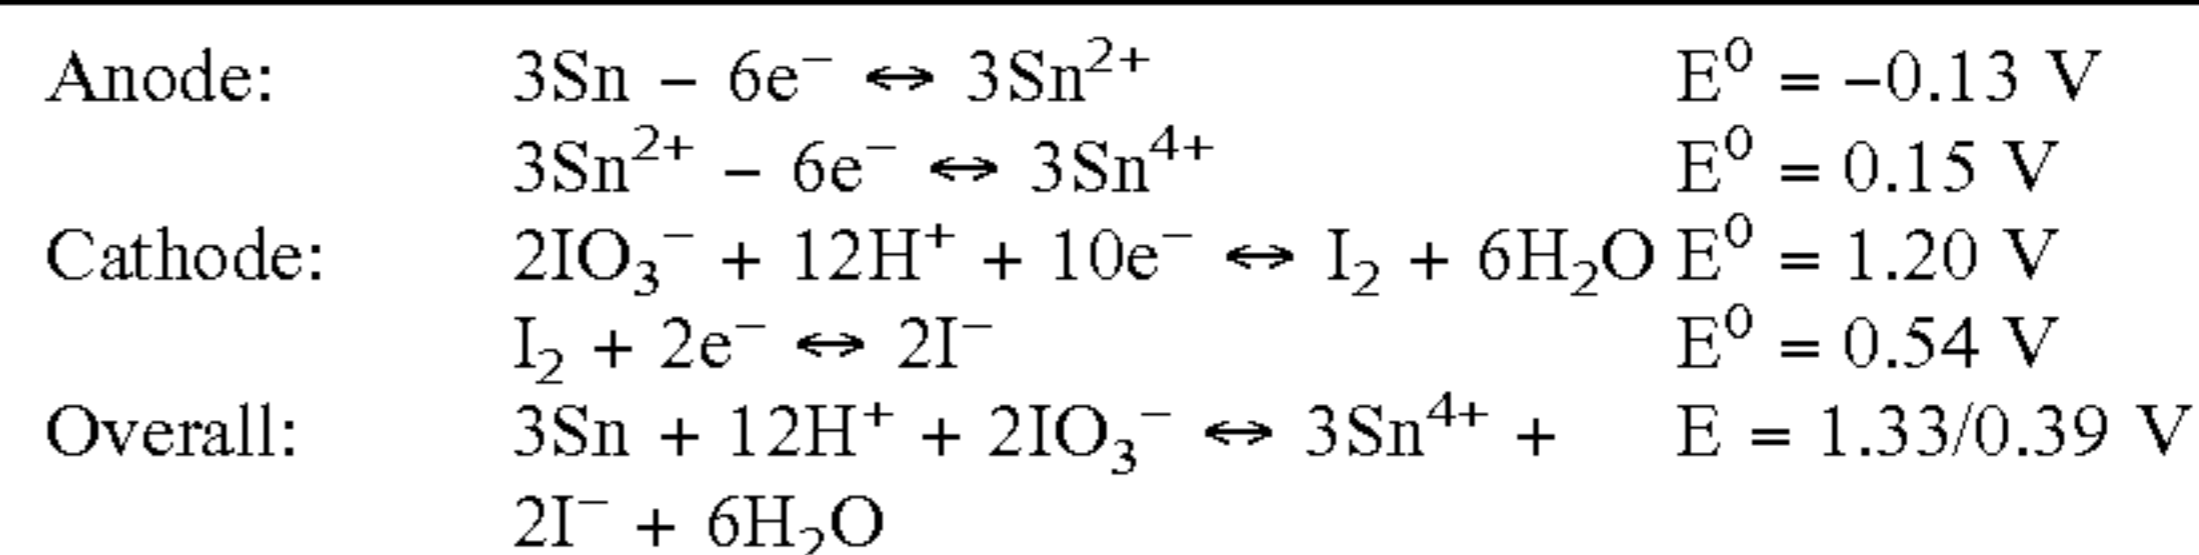 Anode: 3Sn – 6e⁻ ↔ 3Sn²⁺ E⁰ = –0.13 V
3Sn²⁺ – 6e⁻ ↔ 3Sn⁴⁺ E⁰ = 0.15 V
Cathode: 2IO₃⁻ + 12H⁺ + 10e⁻ ↔ I₂ + 6H₂O E⁰ = 1.20 V
I₂ + 2e⁻ ↔ 2I⁻ E⁰ = 0.54 V
Overall: 3Sn + 12H⁺ + 2IO₃⁻ ↔ 3Sn⁴⁺ + E = 1.33/0.39 V
2I⁻ + 6H₂O